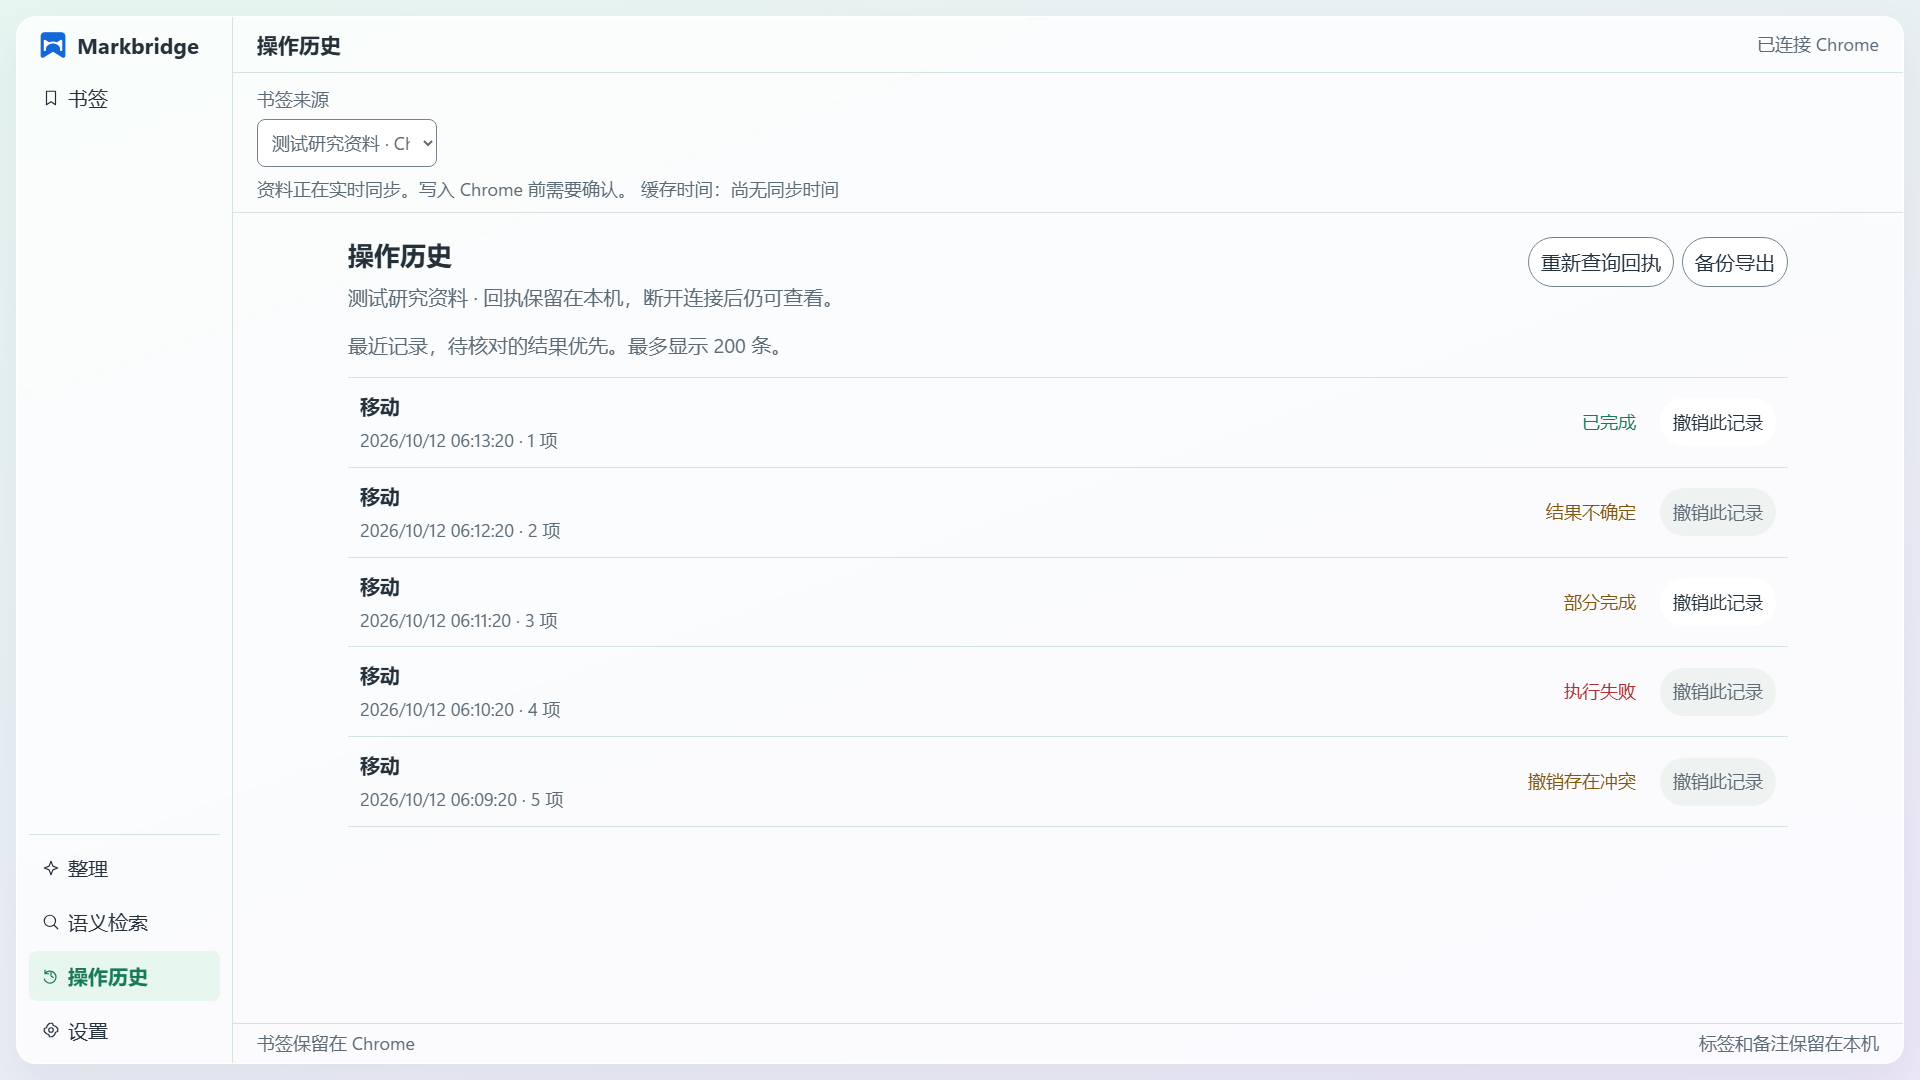 Markbridge
书签
整理
语义检索
操作历史
设置
操作历史
已连接 Chrome
书签来源
测试研究资料 · Ch
资料正在实时同步。写入 Chrome 前需要确认。 缓存时间：尚无同步时间
操作历史
重新查询回执
备份导出
测试研究资料 · 回执保留在本机，断开连接后仍可查看。
最近记录，待核对的结果优先。最多显示 200 条。
移动
2026/10/12 06:13:20 · 1 项
已完成
撤销此记录
移动
2026/10/12 06:12:20 · 2 项
结果不确定
撤销此记录
移动
2026/10/12 06:11:20 · 3 项
部分完成
撤销此记录
移动
2026/10/12 06:10:20 · 4 项
执行失败
撤销此记录
移动
2026/10/12 06:09:20 · 5 项
撤销存在冲突
撤销此记录
书签保留在 Chrome
标签和备注保留在本机